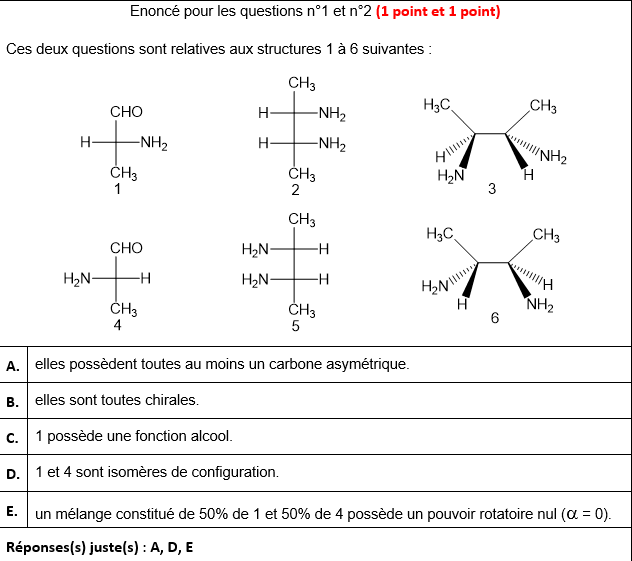 Enoncé pour les questions n°1 et n°2 (1 point et 1 point)
Ces deux questions sont relatives aux structures 1 à 6 suivantes :
CHO
H NH₂
CH₃
1
CH₃
H NH₂
H NH₂
CH₃
2
H₃C CH₃
H NH₂
H₂N H
3
CHO
H₂N H
CH₃
4
CH₃
H₂N H
H₂N H
CH₃
5
H₃C CH₃
H₂N H
H NH₂
6
A. elles possèdent toutes au moins un carbone asymétrique.
B. elles sont toutes chirales.
C. 1 possède une fonction alcool.
D. 1 et 4 sont isomères de configuration.
E. un mélange constitué de 50% de 1 et 50% de 4 possède un pouvoir rotatoire nul (α = 0).
Réponses(s) juste(s) : A, D, E